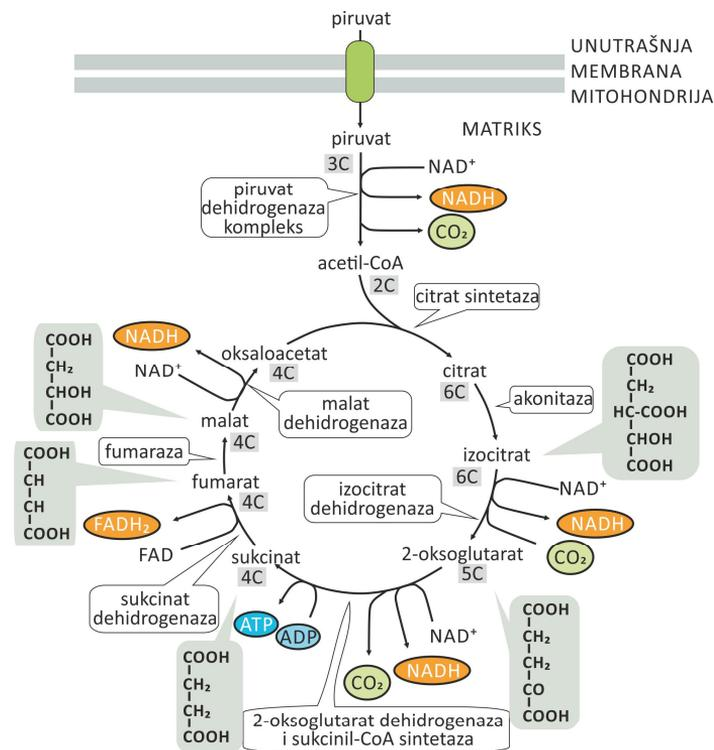 piruvat
UNUTRAŠNJA
MEMBRANA
MITOHONDRIJA
MATRIKS
piruvat
3C
NAD⁺
NADH
CO₂
piruvat
dehidrogenaza
kompleks
acetil-CoA
2C
citrat sintetaza
oksaloacetat
4C
citrat
6C
akonitaza
izocitrat
6C
COOH
CH₂
HC-COOH
CHOH
COOH
izocitrat
dehidrogenaza
NAD⁺
NADH
CO₂
2-oksoglutarat
5C
COOH
CH₂
CH₂
CO
COOH
NAD⁺
NADH
CO₂
2-oksoglutarat dehidrogenaza
i sukcinil-CoA sintetaza
ADP
ATP
sukcinat
4C
COOH
CH₂
CH₂
COOH
sukcinat
dehidrogenaza
FAD
FADH₂
fumarat
4C
COOH
CH
CH
COOH
fumaraza
malat
4C
COOH
CH₂
CHOH
COOH
malat
dehidrogenaza
NAD⁺
NADH